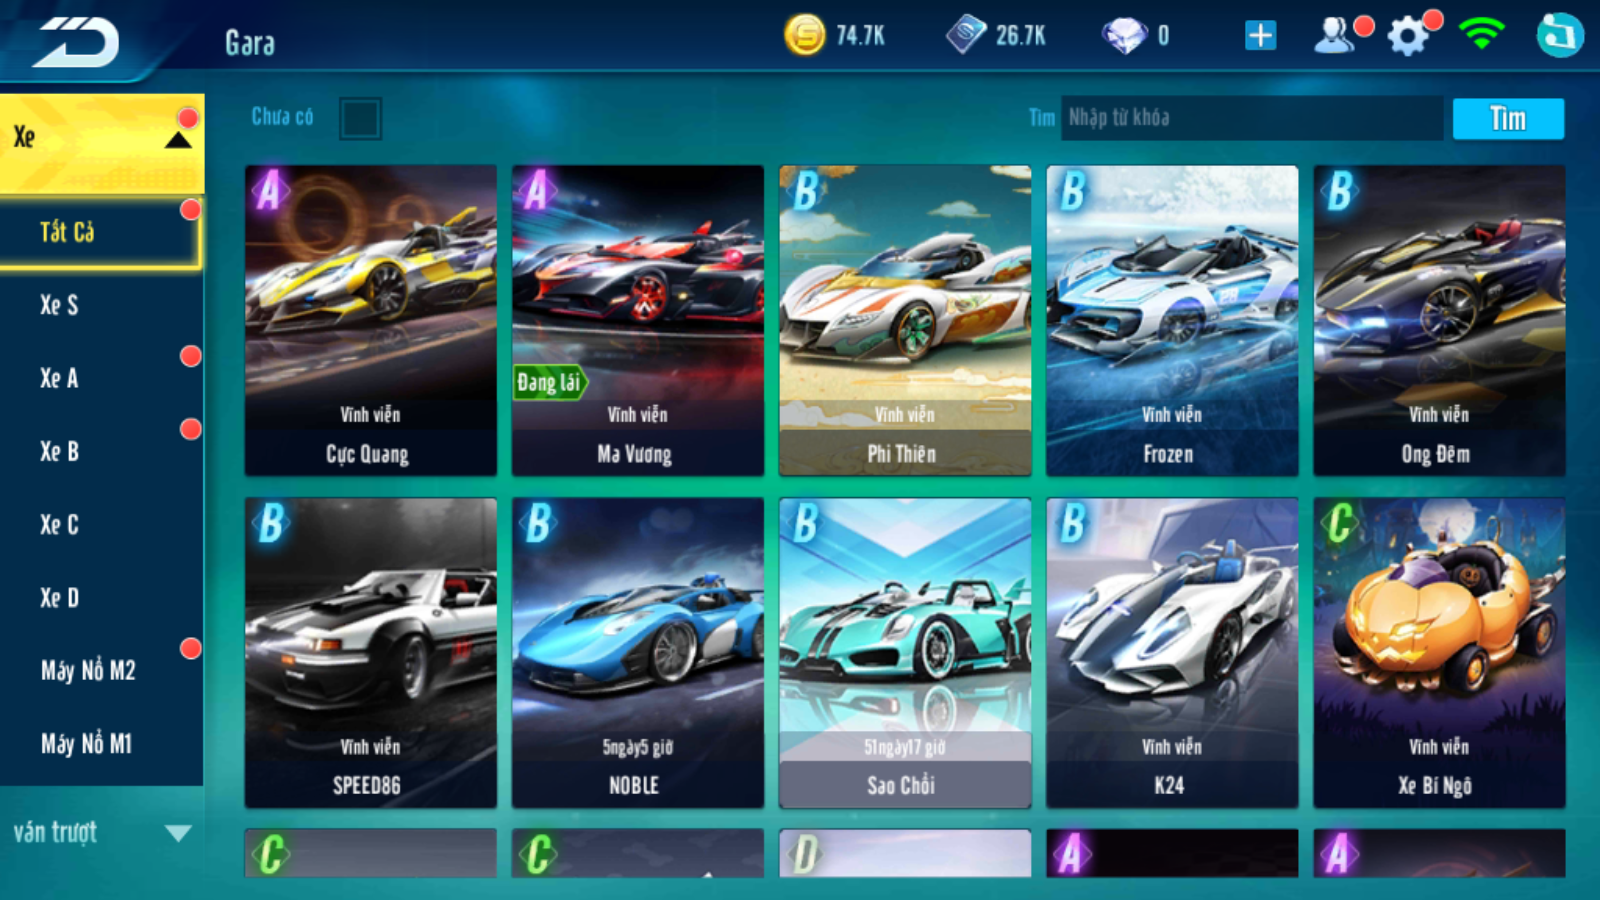 Gara
74.7K
26.7K
0
Xe
Tất Cả
Xe S
Xe A
Xe B
Xe C
Xe D
Máy Nổ M2
Máy Nổ M1
ván trượt
Chưa có
Tìm
Nhập từ khóa
Tìm
A
Vĩnh viễn
Cực Quang
A
Đang lái
Vĩnh viễn
Ma Vương
B
Vĩnh viễn
Phi Thiên
B
Vĩnh viễn
Frozen
B
Vĩnh viễn
Ong Đêm
B
Vĩnh viễn
SPEED86
B
5ngày5 giờ
NOBLE
B
51ngày17 giờ
Sao Chổi
B
Vĩnh viễn
K24
C
Vĩnh viễn
Xe Bí Ngô
C
C
D
A
A